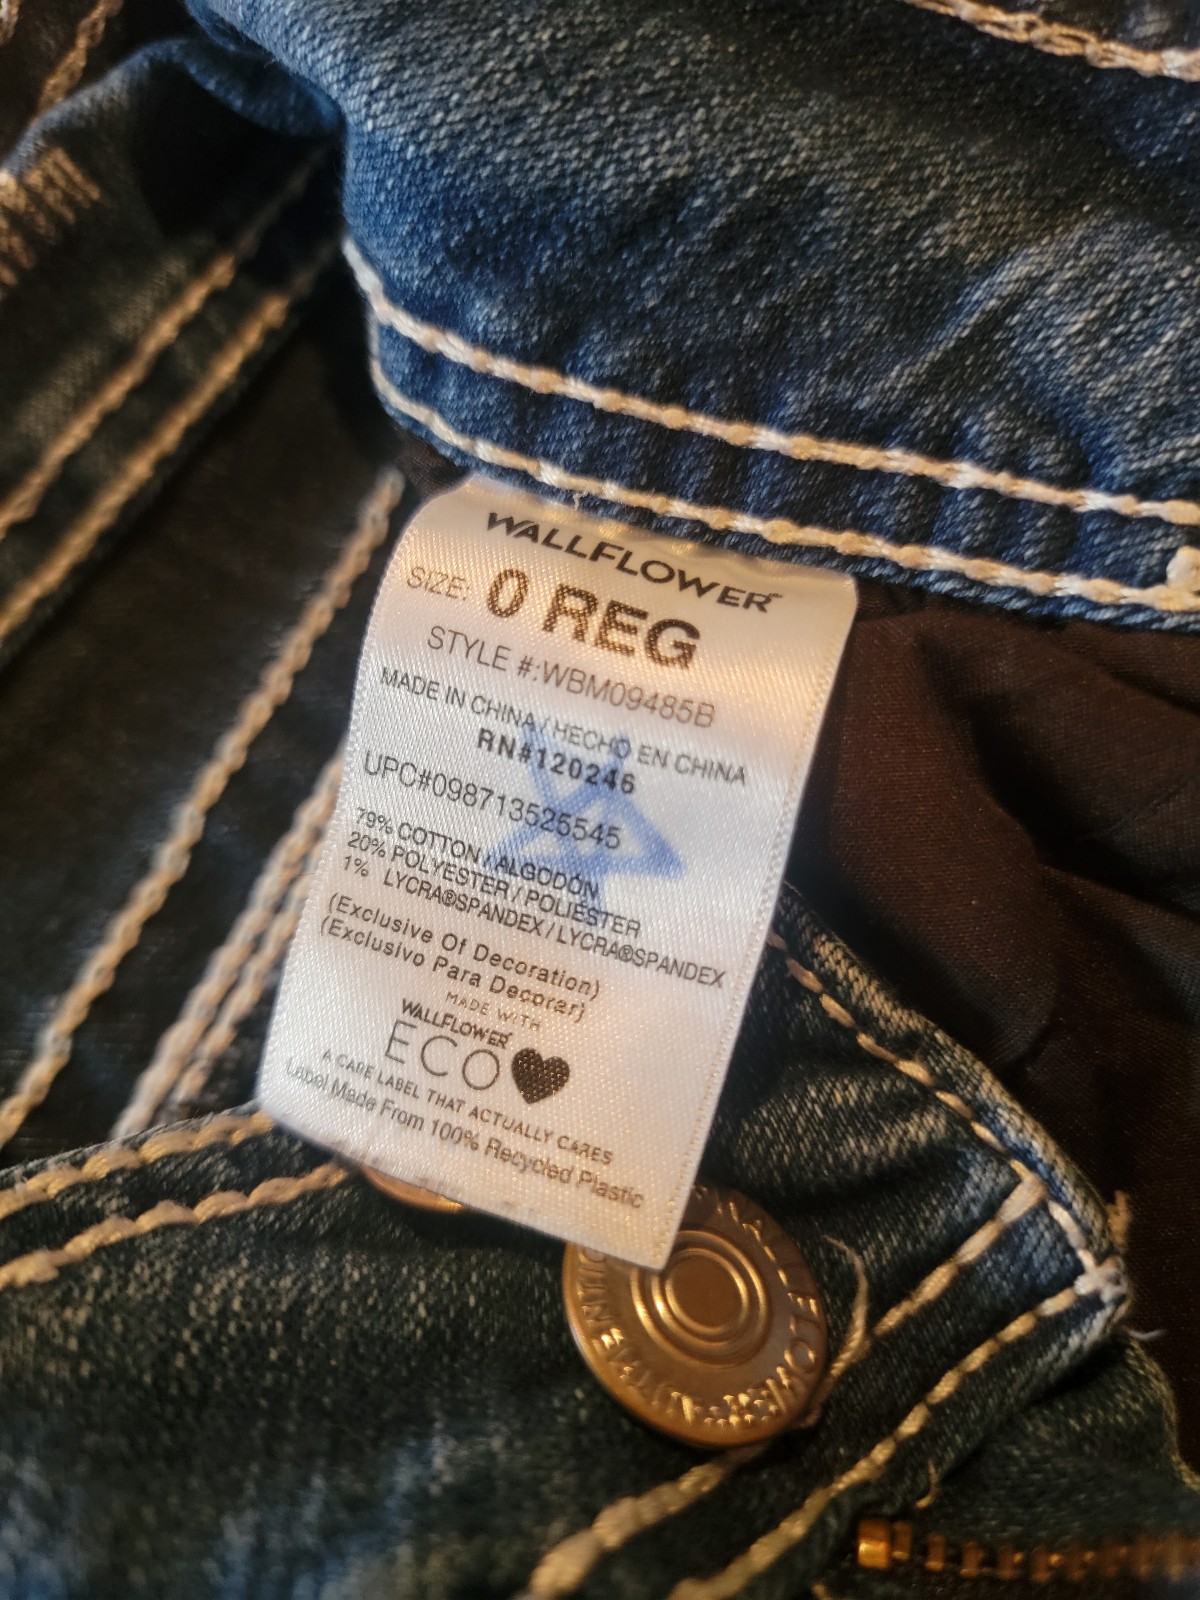 WALLFLOWER™
SIZE: 0 REG
STYLE #:WBM09485B
MADE IN CHINA / HECHO EN CHINA
RN#120246
UPC#098713525545
79% COTTON / ALGODÓN
20% POLYESTER / POLIÉSTER
1% LYCRA®SPANDEX / LYCRA®SPANDEX
(Exclusive Of Decoration)
(Exclusivo Para Decorar)
MADE WITH
WALLFLOWER
ECO
A CARE LABEL THAT ACTUALLY CARES
Label Made From 100% Recycled Plastic
WALLFLOWER